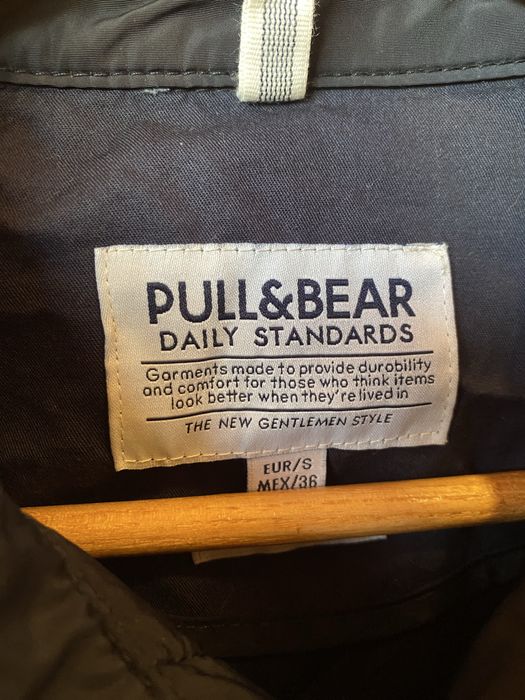 PULL&BEAR
DAILY STANDARDS
Garments made to provide durability
and comfort for those who think items
look better when they're lived in
THE NEW GENTLEMEN STYLE
EUR/S
MEX/36